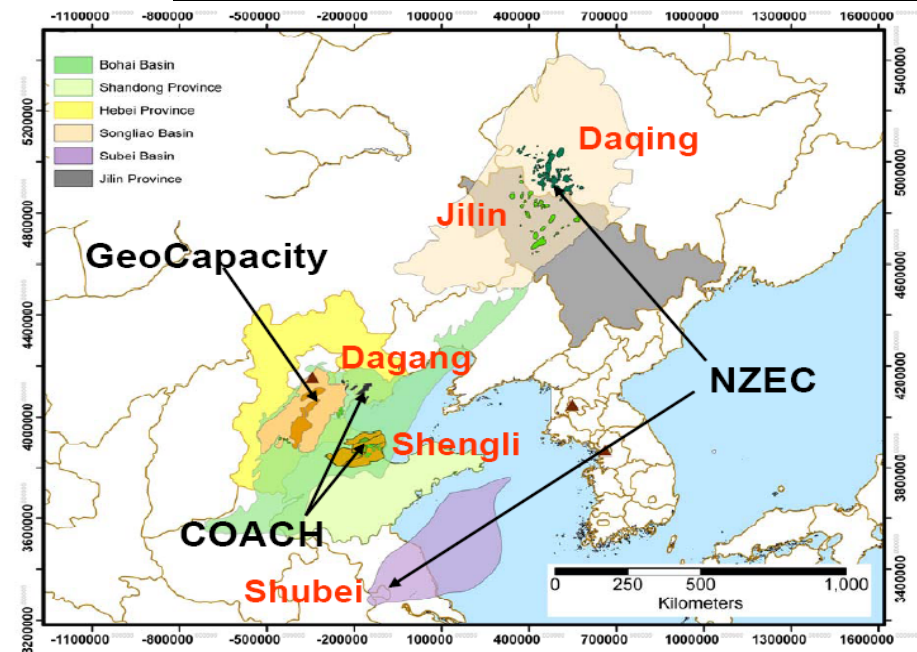 -1100000 -800000 -500000 -200000 100000 400000 700000 1000000 1300000 1600000
Bohai Basin
Shandong Province
Hebei Province
Songliao Basin
Subei Basin
Jilin Province
5200000
4800000
4400000
4000000
3600000
3200000
5400000
5000000
4600000
4200000
3800000
3400000
Daqing
Jilin
GeoCapacity
Dagang
NZEC
Shengli
COACH
Shubei
0 250 500 1,000
Kilometers
-1100000 -800000 -500000 -200000 100000 400000 700000 1000000 1300000 1600000